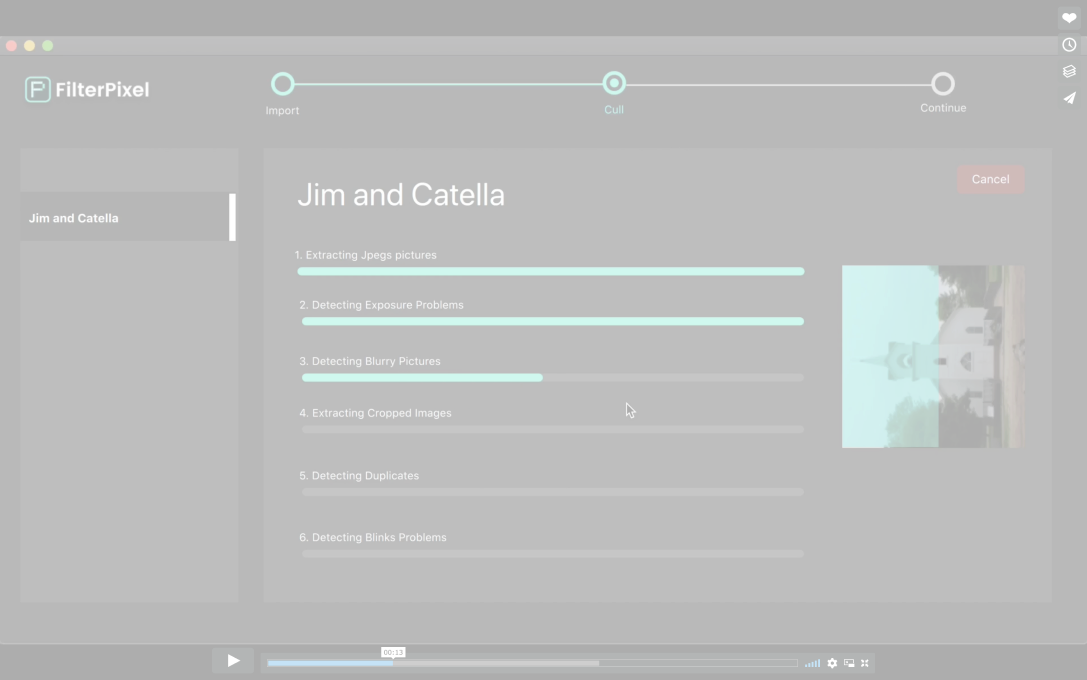 FilterPixel
Import
Cull
Continue
Jim and Catella
Jim and Catella
Cancel
1. Extracting Jpegs pictures
2. Detecting Exposure Problems
3. Detecting Blurry Pictures
4. Extracting Cropped Images
5. Detecting Duplicates
6. Detecting Blinks Problems
00:13